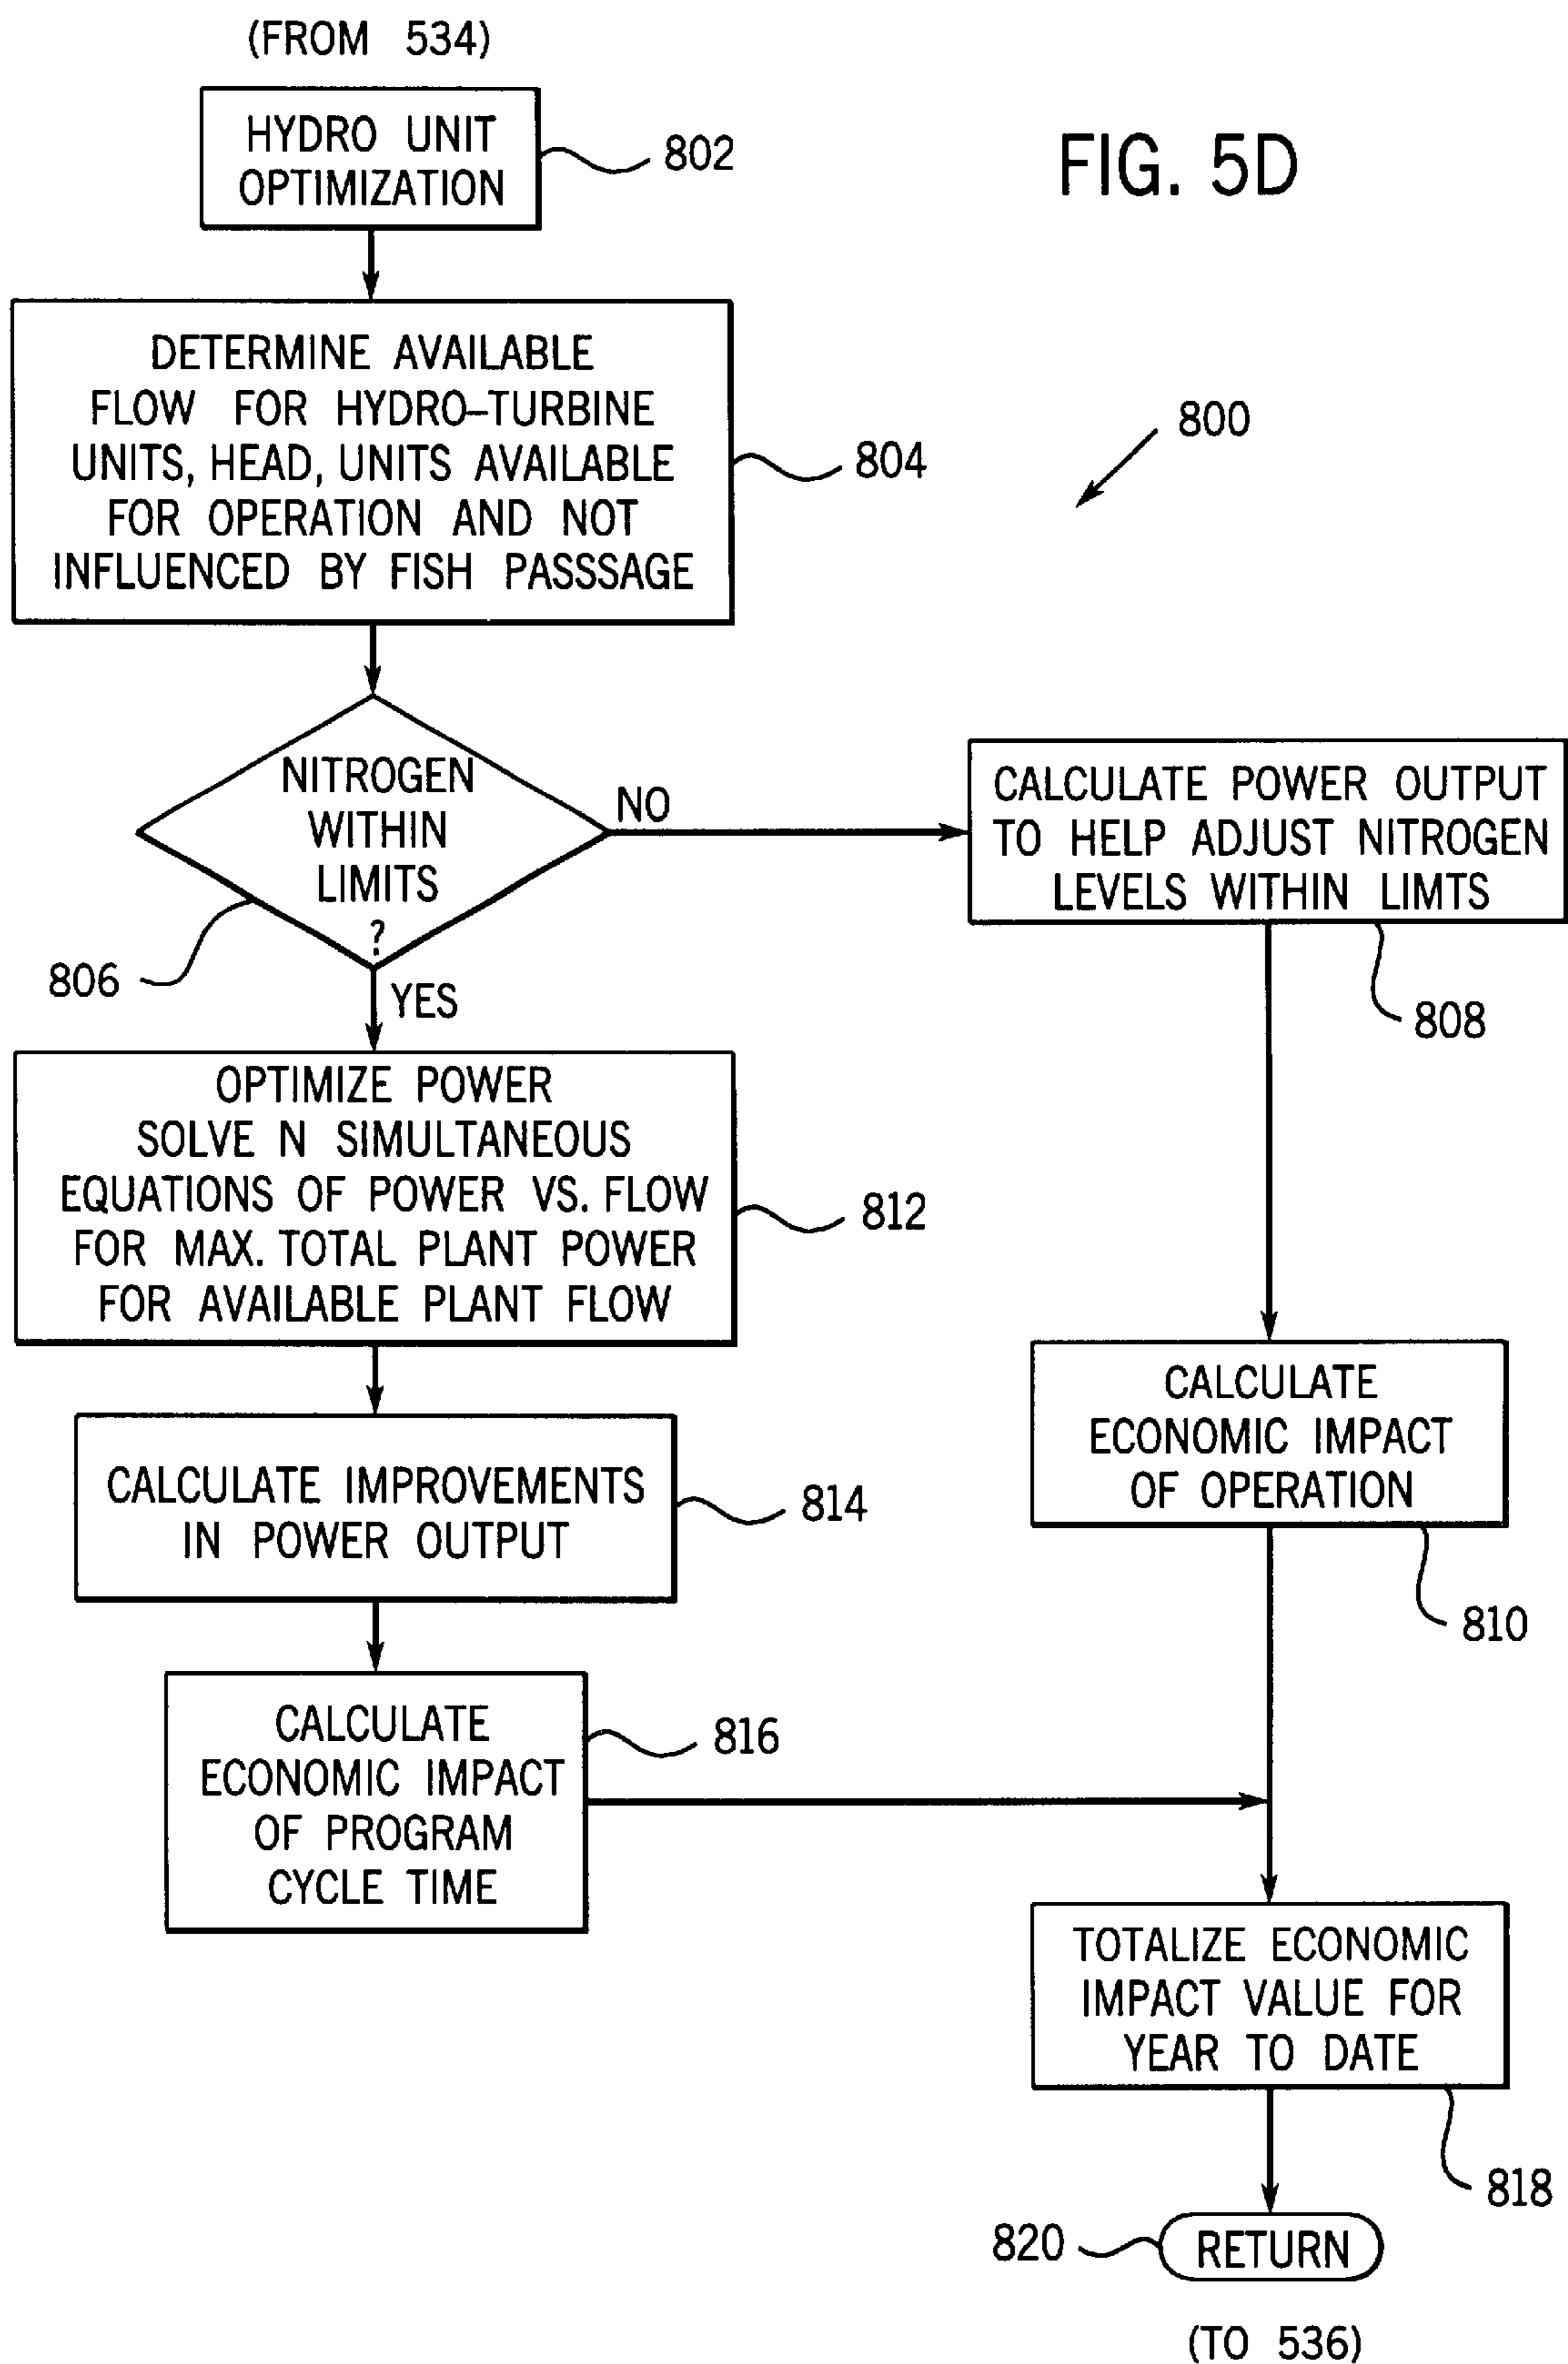 (FROM 534)
HYDRO UNIT
OPTIMIZATION
802
FIG. 5D
DETERMINE AVAILABLE
FLOW FOR HYDRO–TURBINE
UNITS, HEAD, UNITS AVAILABLE
FOR OPERATION AND NOT
INFLUENCED BY FISH PASSSAGE
804
800
NITROGEN
WITHIN
LIMITS
?
806
NO
YES
CALCULATE POWER OUTPUT
TO HELP ADJUST NITROGEN
LEVELS WITHIN LIMTS
808
OPTIMIZE POWER
SOLVE N SIMULTANEOUS
EQUATIONS OF POWER VS. FLOW
FOR MAX. TOTAL PLANT POWER
FOR AVAILABLE PLANT FLOW
812
CALCULATE
ECONOMIC IMPACT
OF OPERATION
810
CALCULATE IMPROVEMENTS
IN POWER OUTPUT
814
CALCULATE
ECONOMIC IMPACT
OF PROGRAM
CYCLE TIME
816
TOTALIZE ECONOMIC
IMPACT VALUE FOR
YEAR TO DATE
818
820
RETURN
(TO 536)